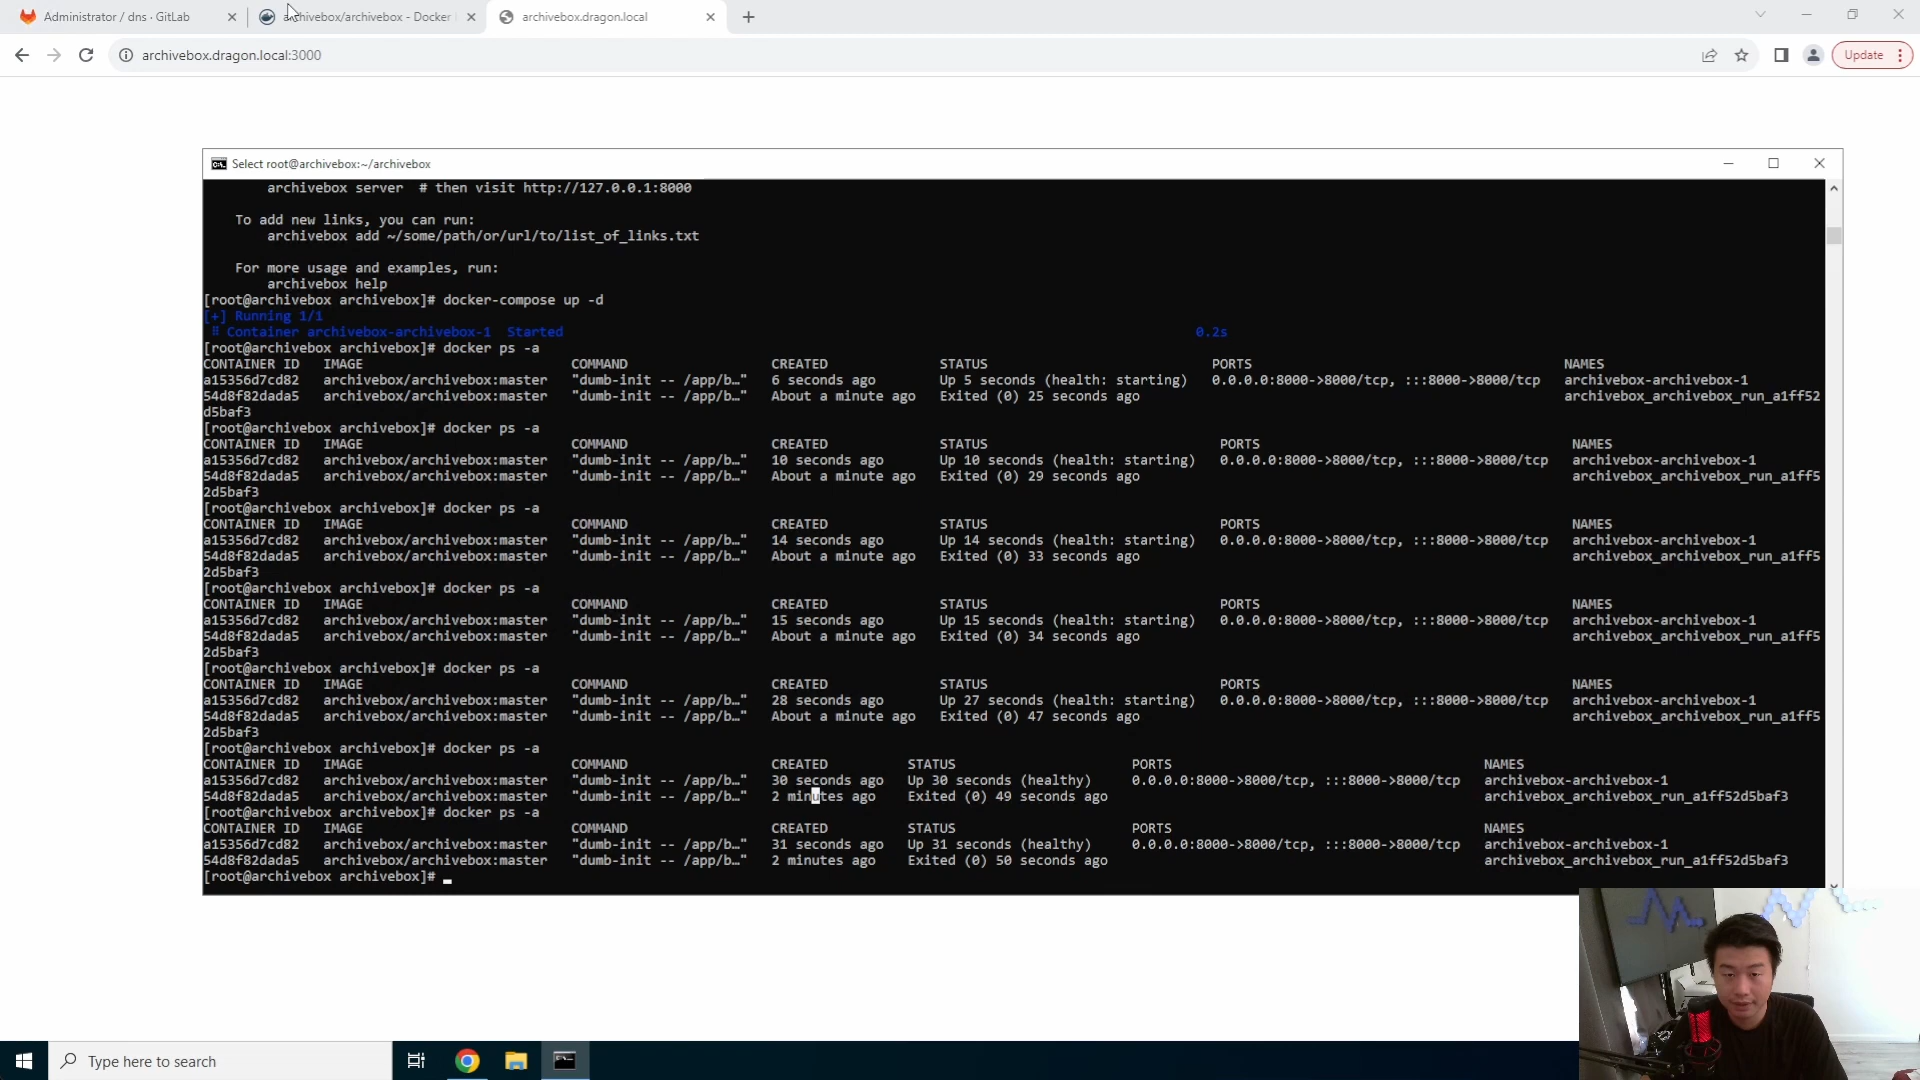 Administrator / dns · GitLab
archivebox/archivebox - Docker
archivebox.dragon.local
archivebox.dragon.local:3000
Update
Select root@archivebox:~/archivebox
archivebox server  # then visit http://127.0.0.1:8000
To add new links, you can run:
archivebox add ~/some/path/or/url/to/list_of_links.txt
For more usage and examples, run:
archivebox help
[root@archivebox archivebox]# docker-compose up -d
[+] Running 1/1
⠿ Container archivebox-archivebox-1  Started 0.2s
[root@archivebox archivebox]# docker ps -a
CONTAINER ID   IMAGE   COMMAND   CREATED   STATUS   PORTS   NAMES
a15356d7cd82   archivebox/archivebox:master   "dumb-init -- /app/b…"   6 seconds ago   Up 5 seconds (health: starting)   0.0.0.0:8000->8000/tcp, :::8000->8000/tcp   archivebox-archivebox-1
54d8f82dada5   archivebox/archivebox:master   "dumb-init -- /app/b…"   About a minute ago   Exited (0) 25 seconds ago   archivebox_archivebox_run_a1ff52
d5baf3
[root@archivebox archivebox]# docker ps -a
CONTAINER ID   IMAGE   COMMAND   CREATED   STATUS   PORTS   NAMES
a15356d7cd82   archivebox/archivebox:master   "dumb-init -- /app/b…"   10 seconds ago   Up 10 seconds (health: starting)   0.0.0.0:8000->8000/tcp, :::8000->8000/tcp   archivebox-archivebox-1
54d8f82dada5   archivebox/archivebox:master   "dumb-init -- /app/b…"   About a minute ago   Exited (0) 29 seconds ago   archivebox_archivebox_run_a1ff5
2d5baf3
[root@archivebox archivebox]# docker ps -a
CONTAINER ID   IMAGE   COMMAND   CREATED   STATUS   PORTS   NAMES
a15356d7cd82   archivebox/archivebox:master   "dumb-init -- /app/b…"   14 seconds ago   Up 14 seconds (health: starting)   0.0.0.0:8000->8000/tcp, :::8000->8000/tcp   archivebox-archivebox-1
54d8f82dada5   archivebox/archivebox:master   "dumb-init -- /app/b…"   About a minute ago   Exited (0) 33 seconds ago   archivebox_archivebox_run_a1ff5
2d5baf3
[root@archivebox archivebox]# docker ps -a
CONTAINER ID   IMAGE   COMMAND   CREATED   STATUS   PORTS   NAMES
a15356d7cd82   archivebox/archivebox:master   "dumb-init -- /app/b…"   15 seconds ago   Up 15 seconds (health: starting)   0.0.0.0:8000->8000/tcp, :::8000->8000/tcp   archivebox-archivebox-1
54d8f82dada5   archivebox/archivebox:master   "dumb-init -- /app/b…"   About a minute ago   Exited (0) 34 seconds ago   archivebox_archivebox_run_a1ff5
2d5baf3
[root@archivebox archivebox]# docker ps -a
CONTAINER ID   IMAGE   COMMAND   CREATED   STATUS   PORTS   NAMES
a15356d7cd82   archivebox/archivebox:master   "dumb-init -- /app/b…"   28 seconds ago   Up 27 seconds (health: starting)   0.0.0.0:8000->8000/tcp, :::8000->8000/tcp   archivebox-archivebox-1
54d8f82dada5   archivebox/archivebox:master   "dumb-init -- /app/b…"   About a minute ago   Exited (0) 47 seconds ago   archivebox_archivebox_run_a1ff5
2d5baf3
[root@archivebox archivebox]# docker ps -a
CONTAINER ID   IMAGE   COMMAND   CREATED   STATUS   PORTS   NAMES
a15356d7cd82   archivebox/archivebox:master   "dumb-init -- /app/b…"   30 seconds ago   Up 30 seconds (healthy)   0.0.0.0:8000->8000/tcp, :::8000->8000/tcp   archivebox-archivebox-1
54d8f82dada5   archivebox/archivebox:master   "dumb-init -- /app/b…"   2 minutes ago   Exited (0) 49 seconds ago   archivebox_archivebox_run_a1ff52d5baf3
[root@archivebox archivebox]# docker ps -a
CONTAINER ID   IMAGE   COMMAND   CREATED   STATUS   PORTS   NAMES
a15356d7cd82   archivebox/archivebox:master   "dumb-init -- /app/b…"   31 seconds ago   Up 31 seconds (healthy)   0.0.0.0:8000->8000/tcp, :::8000->8000/tcp   archivebox-archivebox-1
54d8f82dada5   archivebox/archivebox:master   "dumb-init -- /app/b…"   2 minutes ago   Exited (0) 50 seconds ago   archivebox_archivebox_run_a1ff52d5baf3
[root@archivebox archivebox]#
Type here to search